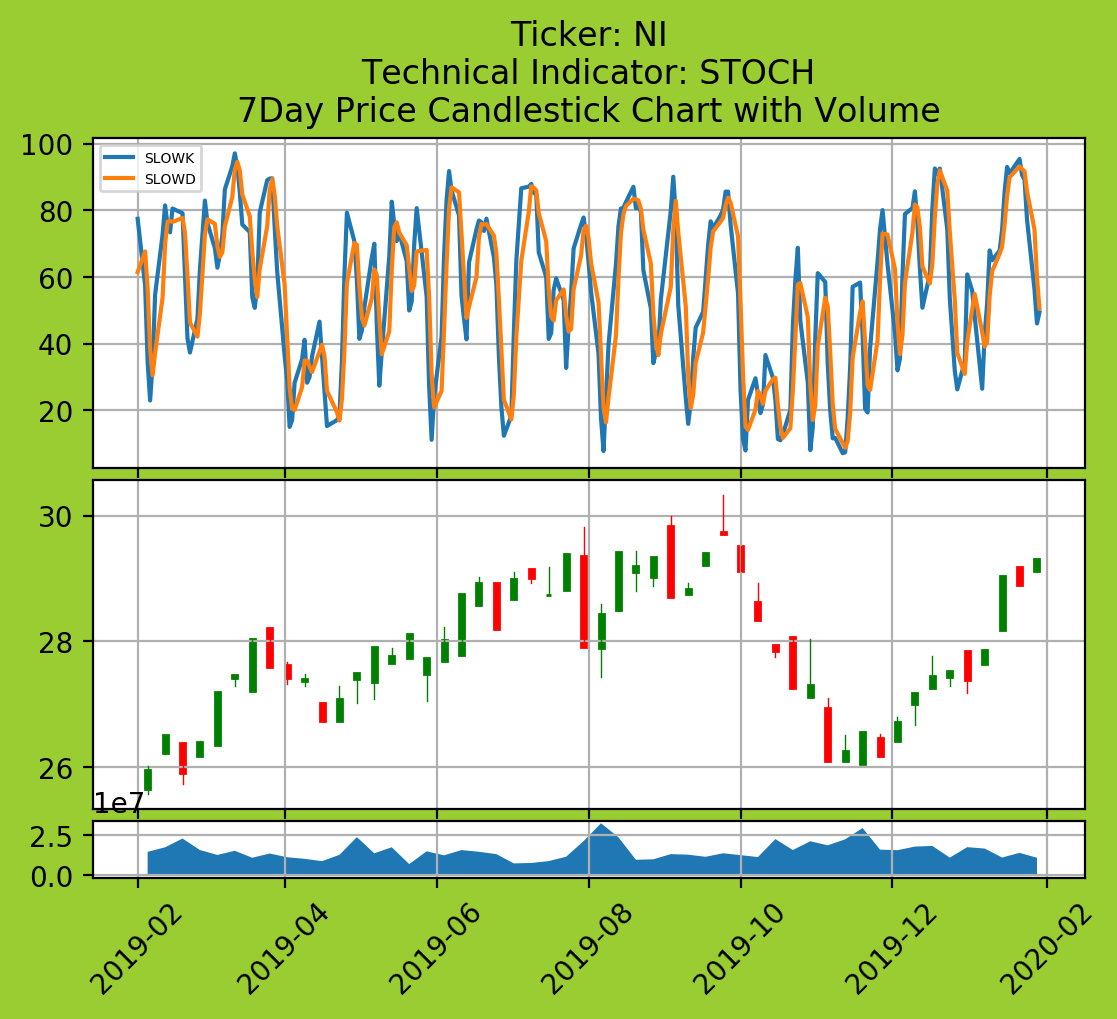 Ticker: NI
Technical Indicator: STOCH
7Day Price Candlestick Chart with Volume
100
80
60
40
20
SLOWK
SLOWD
30
28
26
1e7
2.5
0.0
2019-02
2019-04
2019-06
2019-08
2019-10
2019-12
2020-02